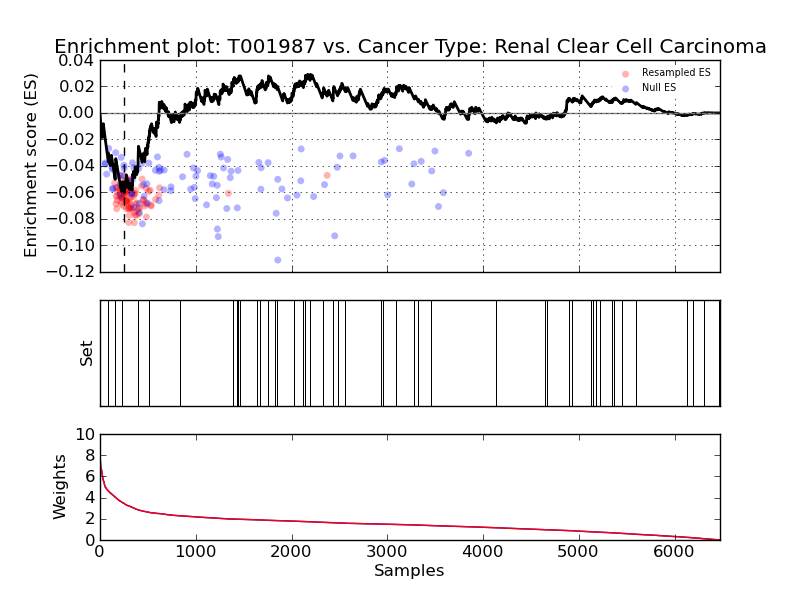 Enrichment plot: T001987 vs. Cancer Type: Renal Clear Cell Carcinoma
Enrichment score (ES)
0.04
0.02
0.00
−0.02
−0.04
−0.06
−0.08
−0.10
−0.12
Resampled ES
Null ES
Set
Weights
10
8
6
4
2
0
0 1000 2000 3000 4000 5000 6000
Samples